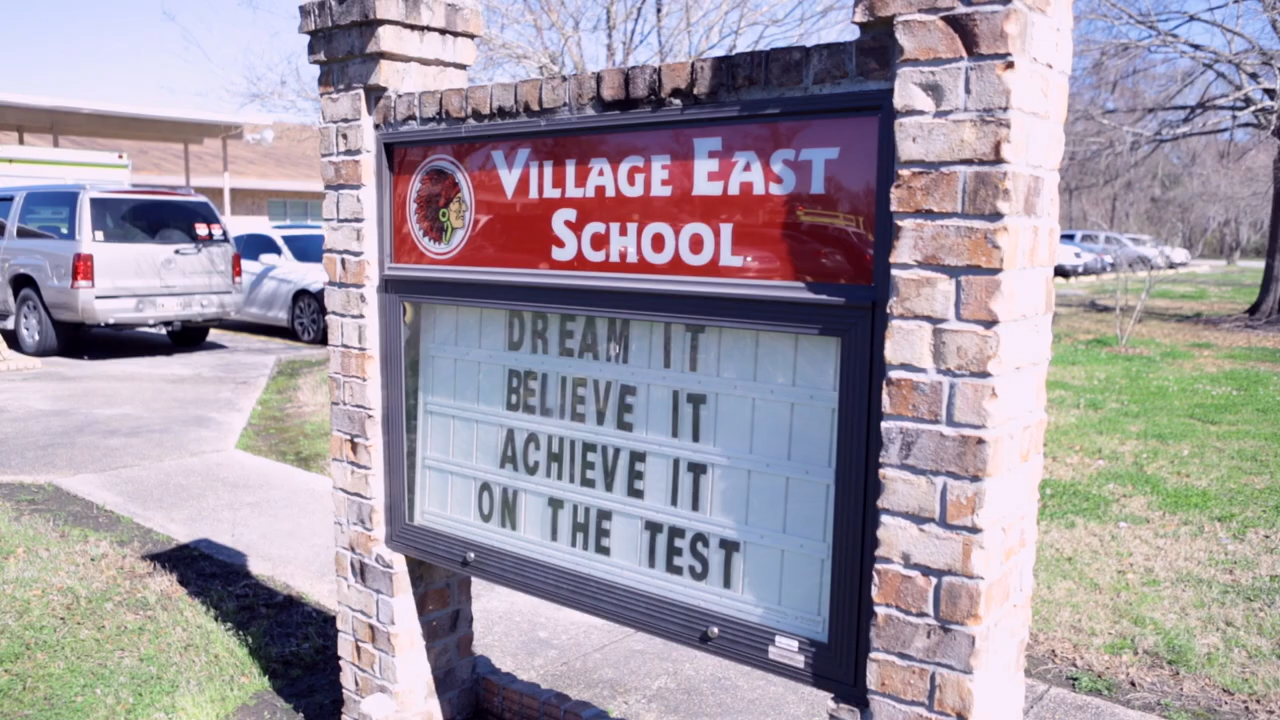 VILLAGE EAST
SCHOOL
DREAM IT
BELIEVE IT
ACHIEVE IT
ON THE TEST